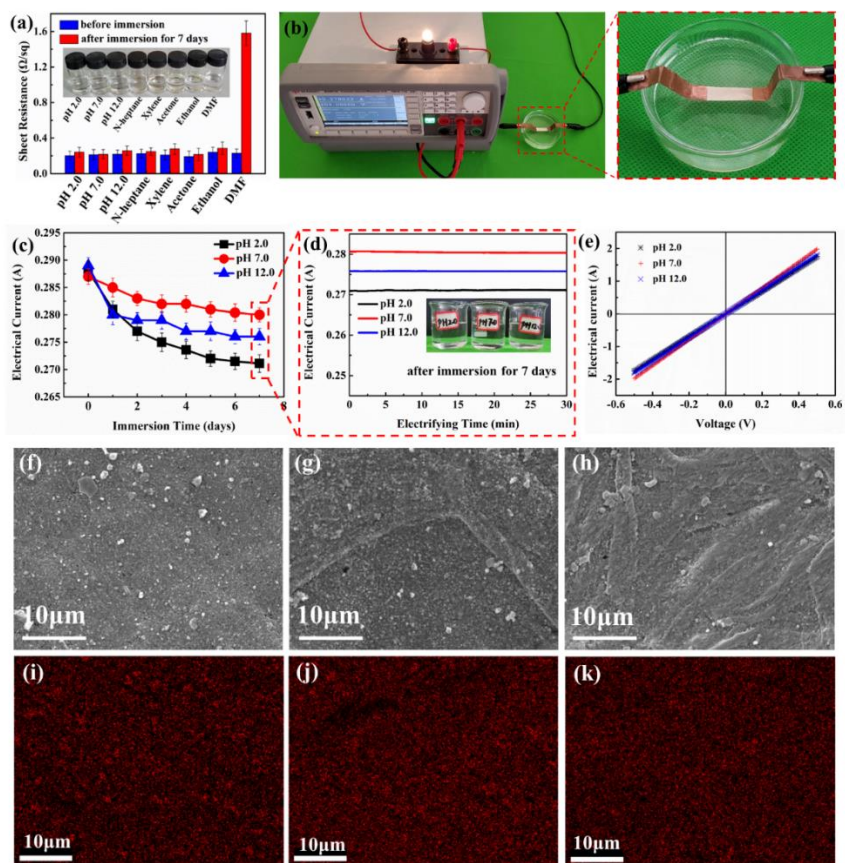 (a)
before immersion
after immersion for 7 days
Sheet Resistance (Ω/sq)
1.6
1.2
0.8
0.4
0.0
pH 2.0
pH 7.0
pH 12.0
N-heptane
Xylene
Acetone
Ethanol
DMF
pH 2.0
pH 7.0
pH 12.0
N-heptane
Xylene
Acetone
Ethanol
DMF
(b)
(c)
pH 2.0
pH 7.0
pH 12.0
Electrical Current (A)
0.295
0.290
0.285
0.280
0.275
0.270
0.265
0 2 4 6 8
Immersion Time (days)
(d)
0.28
0.27
0.26
0.25
Electrical Current (A)
pH 2.0
pH 7.0
pH 12.0
after immersion for 7 days
0 5 10 15 20 25 30
Electrifying Time (min)
(e)
pH 2.0
pH 7.0
pH 12.0
Electrical current (A)
2
1
0
-1
-2
-0.6 -0.4 -0.2 0.0 0.2 0.4 0.6
Voltage (V)
(f)
10μm
(g)
10μm
(h)
10μm
(i)
10μm
(j)
10μm
(k)
10μm